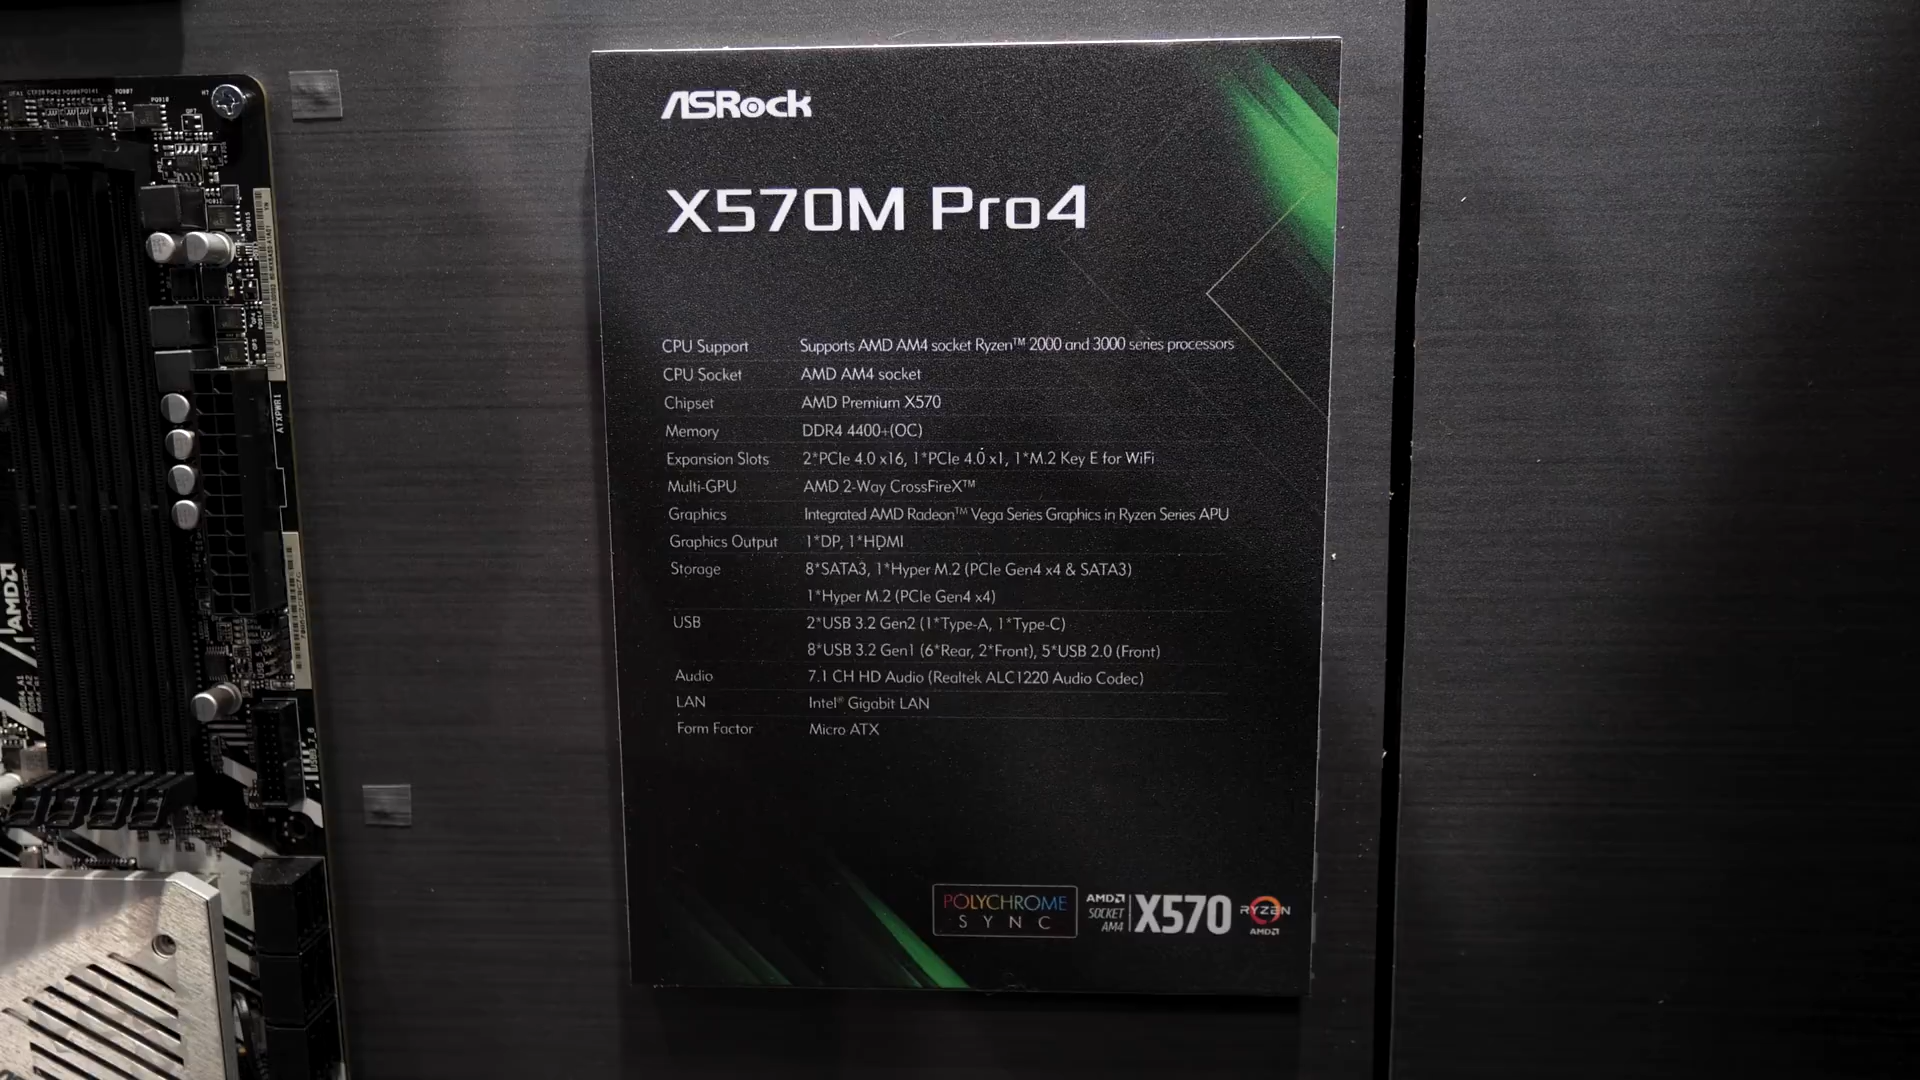 ASRock
X570M Pro4
CPU Support Supports AMD AM4 socket Ryzen™ 2000 and 3000 series processors
CPU Socket AMD AM4 socket
Chipset AMD Premium X570
Memory DDR4 4400+(OC)
Expansion Slots 2*PCIe 4.0 x16, 1*PCIe 4.0 x1, 1*M.2 Key E for WiFi
Multi-GPU AMD 2-Way CrossFireX™
Graphics Integrated AMD Radeon™ Vega Series Graphics in Ryzen Series APU
Graphics Output 1*DP, 1*HDMI
Storage 8*SATA3, 1*Hyper M.2 (PCIe Gen4 x4 & SATA3)
1*Hyper M.2 (PCIe Gen4 x4)
USB 2*USB 3.2 Gen2 (1*Type-A, 1*Type-C)
8*USB 3.2 Gen1 (6*Rear, 2*Front), 5*USB 2.0 (Front)
Audio 7.1 CH HD Audio (Realtek ALC1220 Audio Codec)
LAN Intel® Gigabit LAN
Form Factor Micro ATX
POLYCHROME
SYNC
AMD
SOCKET
AM4
X570
RYZEN
AMD
ATXPWR1
AMD
PQ907
PQ910
H7
USB_7_8